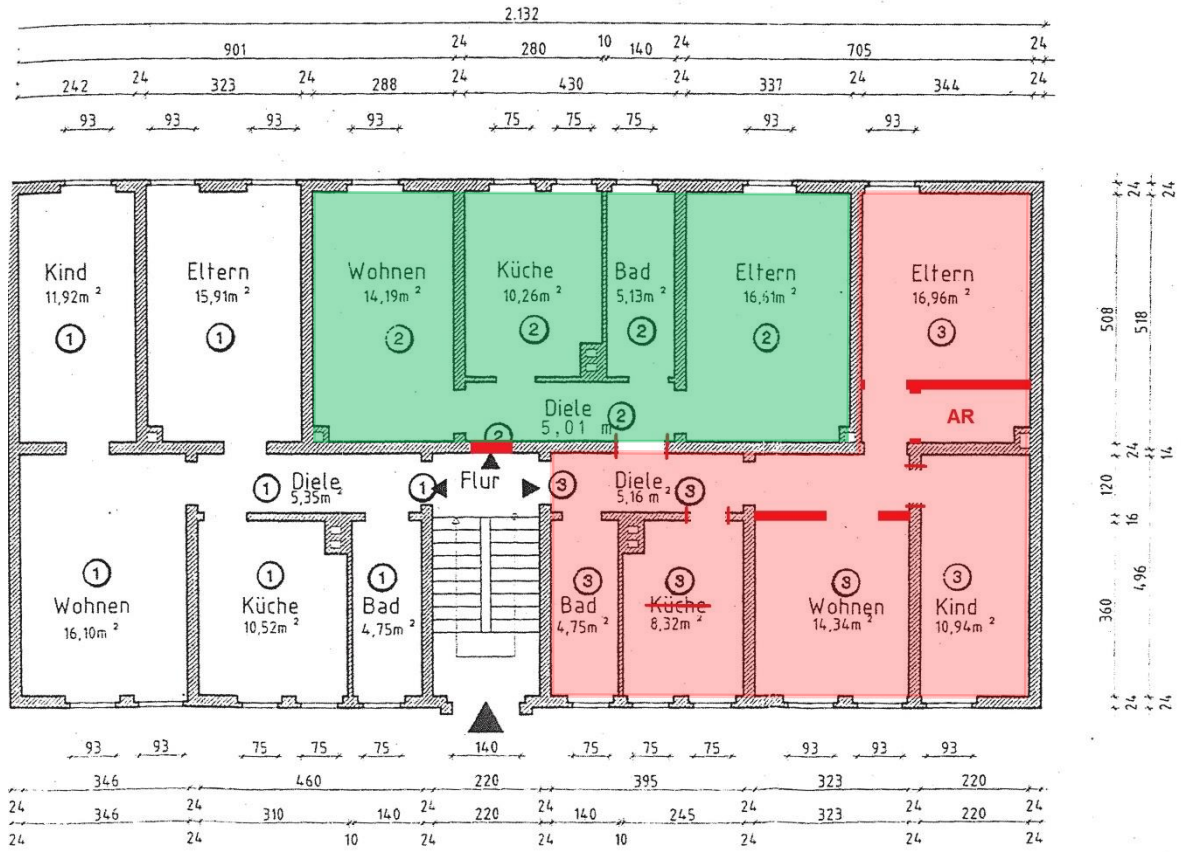 2.132
901 24 280 10 140 24 705 24
242 24 323 24 288 24 430 24 337 24 344 24
93 93 93 93 75 75 75 93 93
Kind
11,92m²
1
Eltern
15,91m²
1
Wohnen
14,19m²
2
Küche
10,26m²
2
Bad
5,13m²
2
Eltern
16,61m²
2
Eltern
16,96m²
3
AR
Diele
5,01 m
2
2
Diele
5,35m²
1
1
Flur
3
Diele
5,16 m²
3
1
Wohnen
16,10m²
1
Küche
10,52m²
1
Bad
4,75m²
3
Bad
4,75m²
3
Küche
8,32m²
3
Wohnen
14,34m²
3
Kind
10,94m²
24 24
508 518
24 14
120
16
360 496
24 24
93 93 75 75 75 140 75 75 75 93 93 93
346 460 220 395 323 220
24 24 24 24 24 24 24
346 310 140 220 140 245 323 220
24 24 10 24 24 10 24 24 24